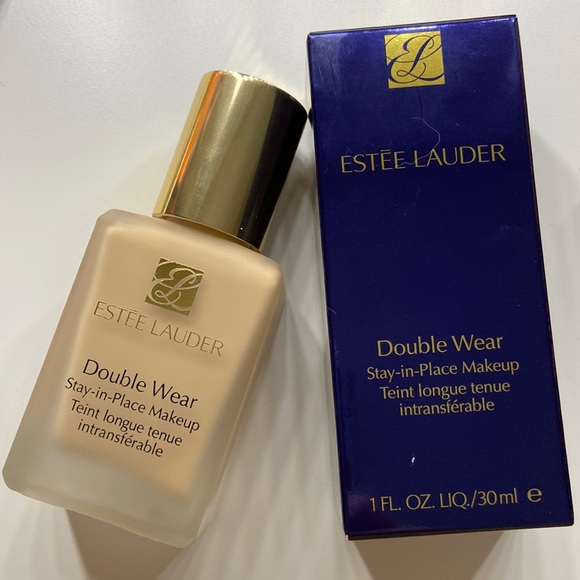 ESTĒE LAUDER
Double Wear
Stay-in-Place Makeup
Teint longue tenue
intransférable
ESTĒE LAUDER
Double Wear
Stay-in-Place Makeup
Teint longue tenue
intransférable
1 FL. OZ. LIQ./30ml ℮